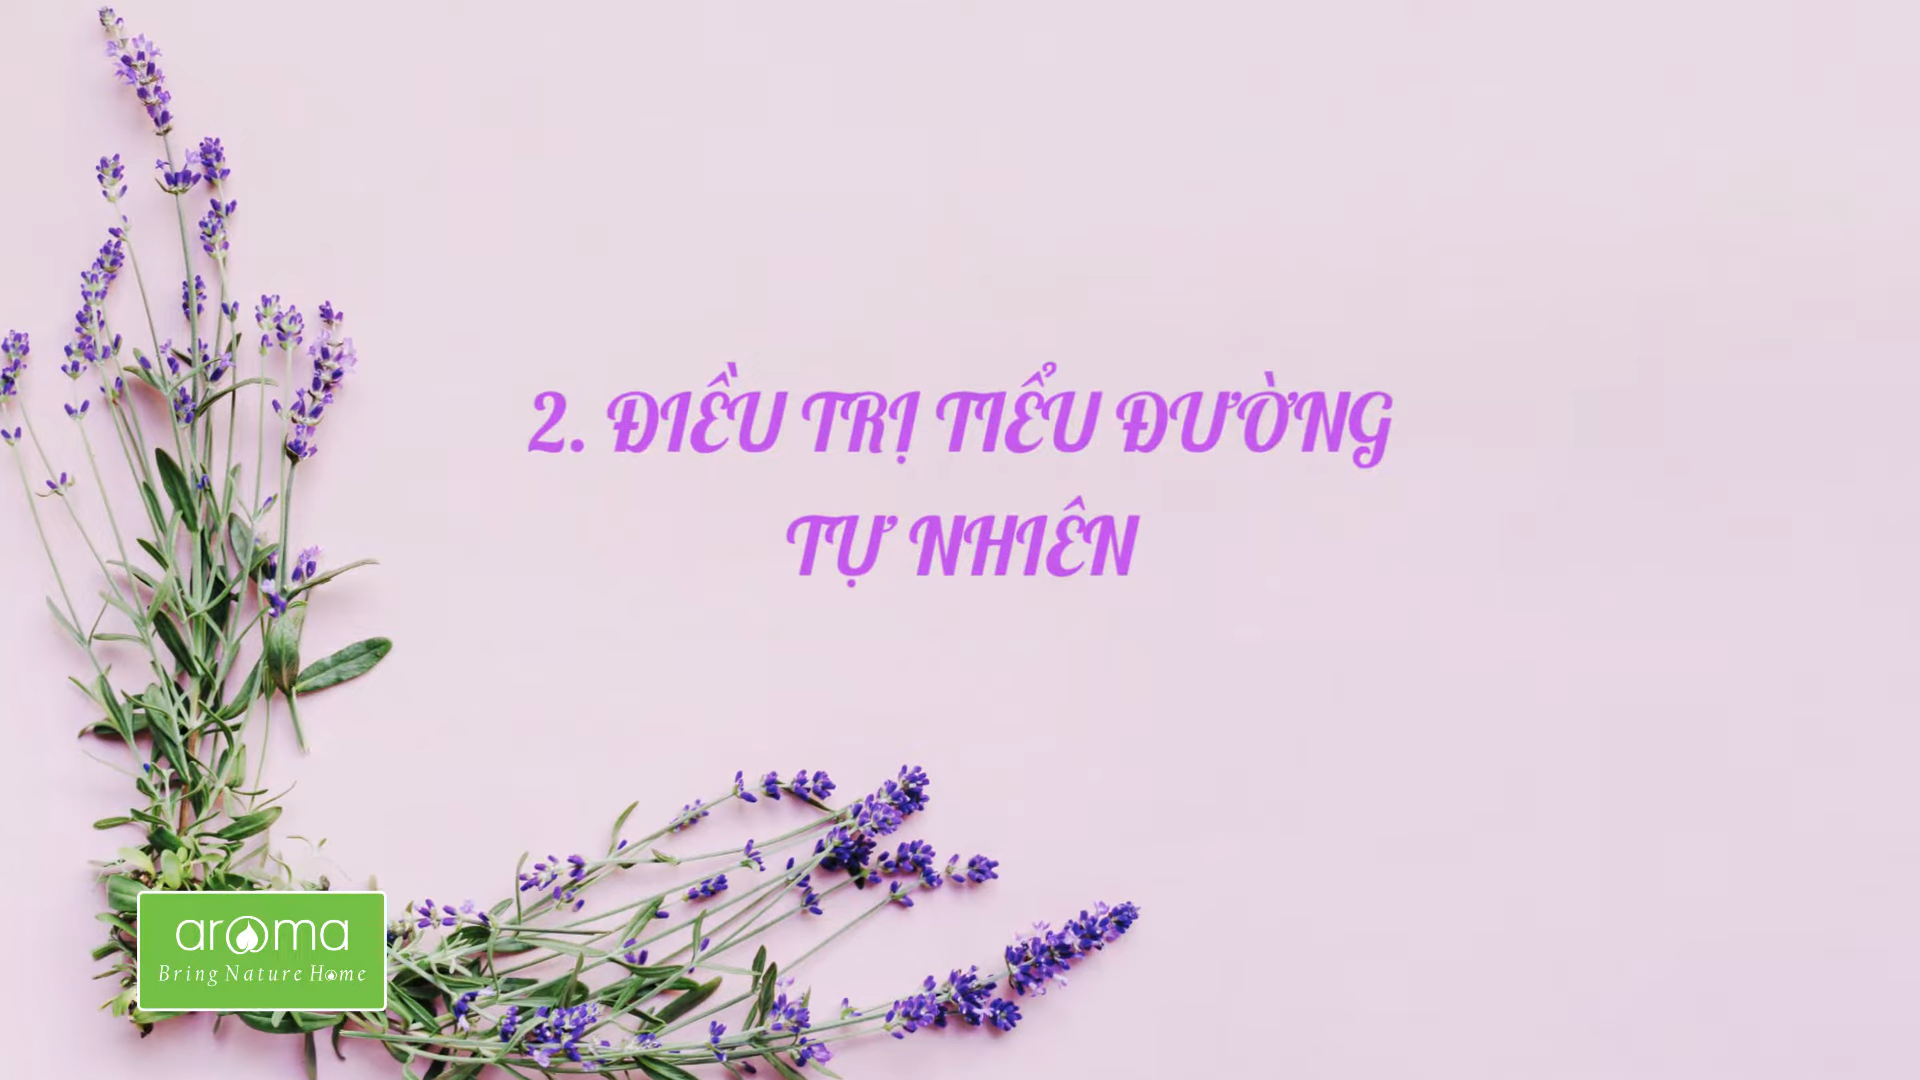 2. ĐIỀU TRỊ TIỂU ĐƯỜNG
TỰ NHIÊN
aroma
Bring Nature Home